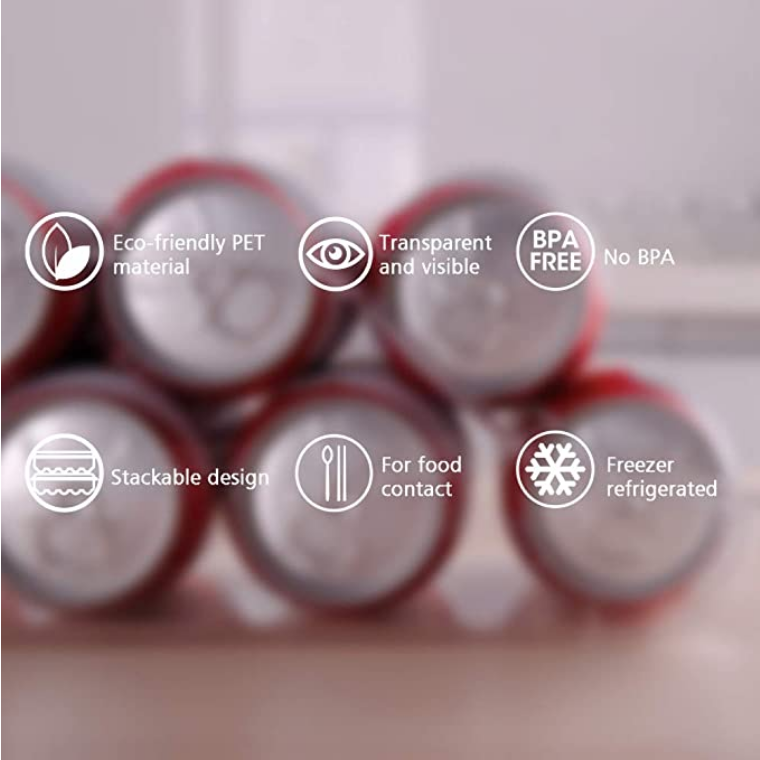 Eco-friendly PET
material
Transparent
and visible
BPA
FREE
No BPA
Stackable design
For food
contact
Freezer
refrigerated